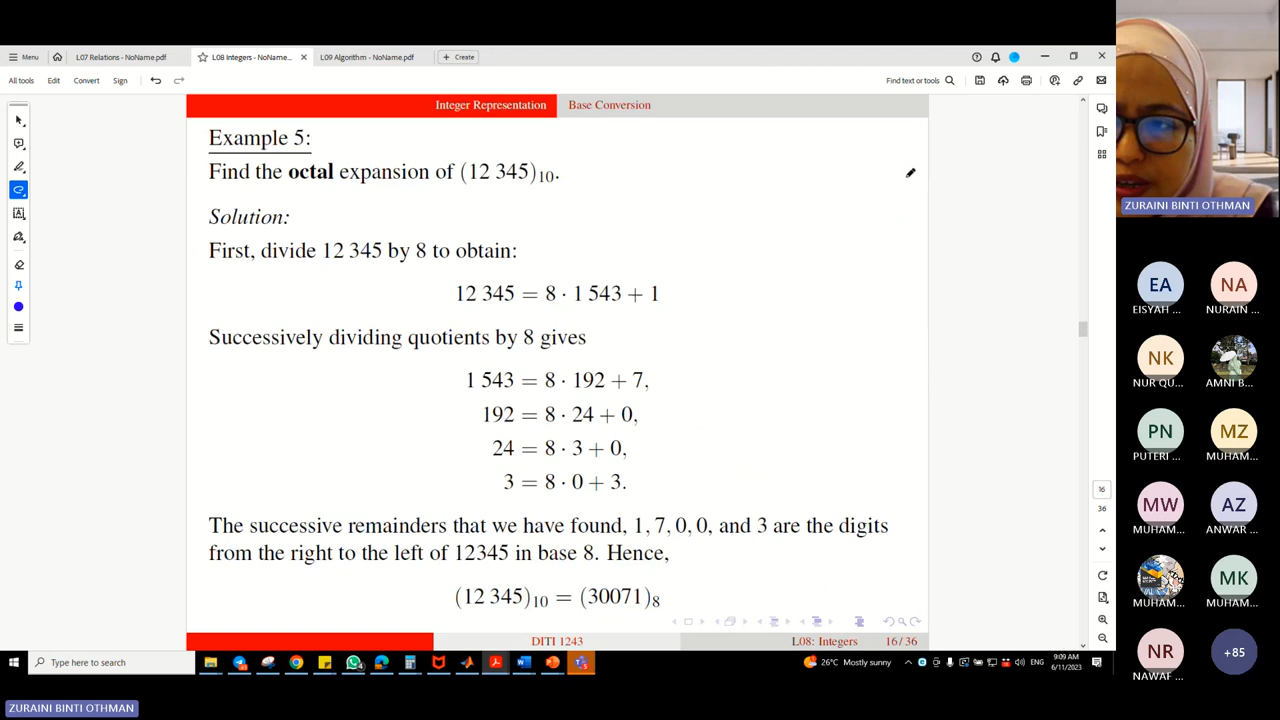 Menu
L07 Relations - NoName.pdf
L08 Integers - NoName...
L09 Algorithm - NoName.pdf
+ Create
All tools Edit Convert Sign
Find text or tools
Integer Representation Base Conversion
Example 5:
Find the octal expansion of (12 345)₁₀.
Solution:
First, divide 12 345 by 8 to obtain:
12 345 = 8 · 1 543 + 1
Successively dividing quotients by 8 gives
1 543 = 8 · 192 + 7,
192 = 8 · 24 + 0,
24 = 8 · 3 + 0,
3 = 8 · 0 + 3.
The successive remainders that we have found, 1, 7, 0, 0, and 3 are the digits
from the right to the left of 12345 in base 8. Hence,
(12 345)₁₀ = (30071)₈
DITI 1243 L08: Integers 16 / 36
16
36
Type here to search
26°C Mostly sunny
9:09 AM
6/11/2023
ZURAINI BINTI OTHMAN
ZURAINI BINTI OTHMAN
EA
EISYAH ...
NA
NURAIN ...
NK
NUR QU...
AMNI B...
PN
PUTERI ...
MZ
MUHAM...
MW
MUHAM...
AZ
ANWAR ...
MUHAM...
MK
MUHAM...
NR
NAWAF ...
+85